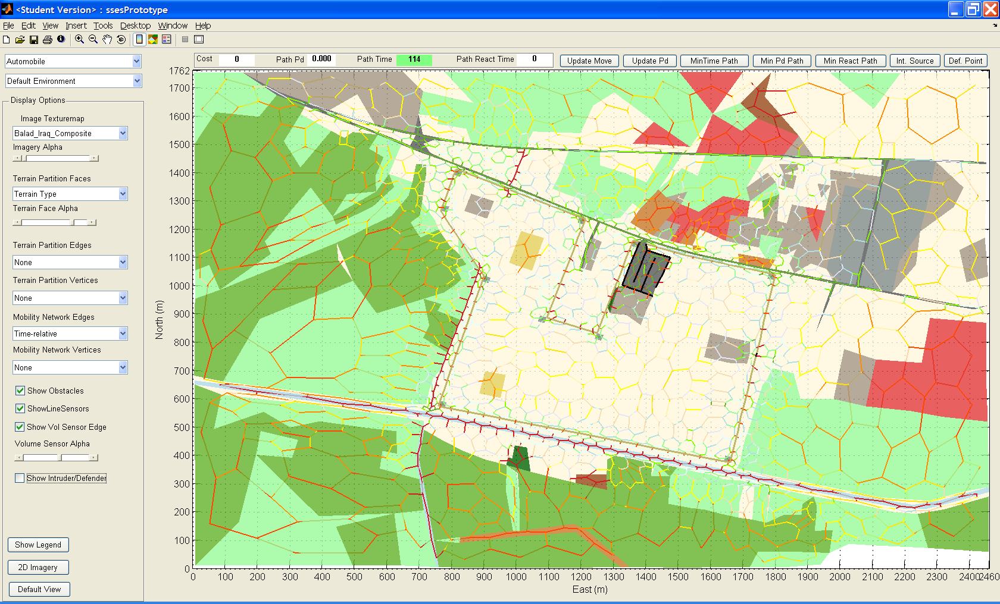 <Student Version> : ssesPrototype
File Edit View Insert Tools Desktop Window Help
Automobile
Default Environment
Display Options
Image Texturemap
Balad_Iraq_Composite
Imagery Alpha
Terrain Partition Faces
Terrain Type
Terrain Face Alpha
Terrain Partition Edges
None
Terrain Partition Vertices
None
Mobility Network Edges
Time-relative
Mobility Network Vertices
None
Show Obstacles
ShowLineSensors
Show Vol Sensor Edge
Volume Sensor Alpha
Show Intruder/Defender
Show Legend
2D Imagery
Default View
Cost 0 Path Pd 0.000 Path Time 114 Path React Time 0
Update Move Update Pd MinTime Path Min Pd Path Min React Path Int. Source Def. Point
1762
1700
1600
1500
1400
1300
1200
1100
1000
900
800
700
600
500
400
300
200
100
0
North (m)
0 100 200 300 400 500 600 700 800 900 1000 1100 1200 1300 1400 1500 1600 1700 1800 1900 2000 2100 2200 2300 2400 2460
East (m)